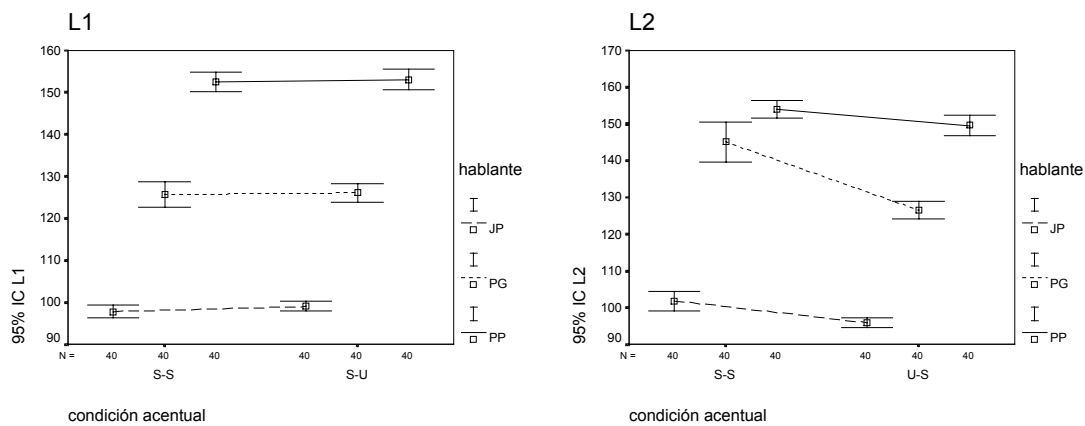 L1
160
150
140
130
120
110
100
90
95% IC L1
N = 40 40 40 40 40 40
S-S S-U
condición acentual
hablante
JP
PG
PP
L2
170
160
150
140
130
120
110
100
90
95% IC L2
N = 40 40 40 40 40 40
S-S U-S
condición acentual
hablante
JP
PG
PP